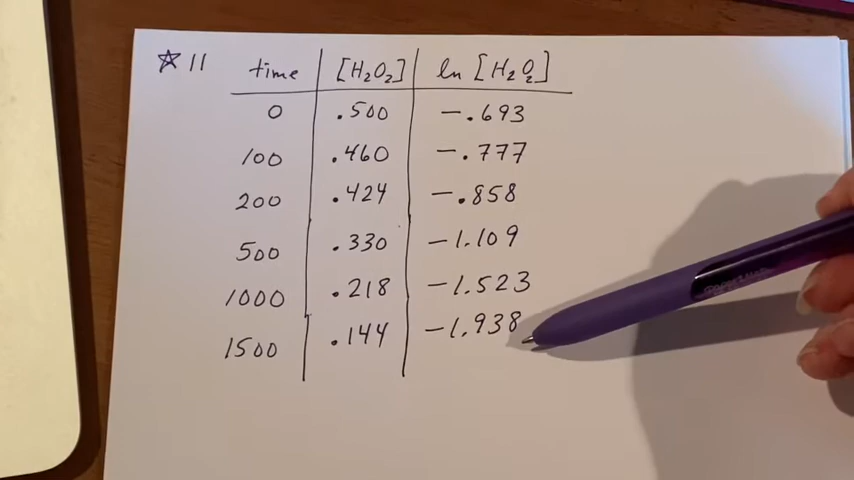 ☆ 11 time [H₂O₂] ln [H₂O₂]
0 .500 -.693
100 .460 -.777
200 .424 -.858
500 .330 -1.109
1000 .218 -1.523
1500 .144 -1.938